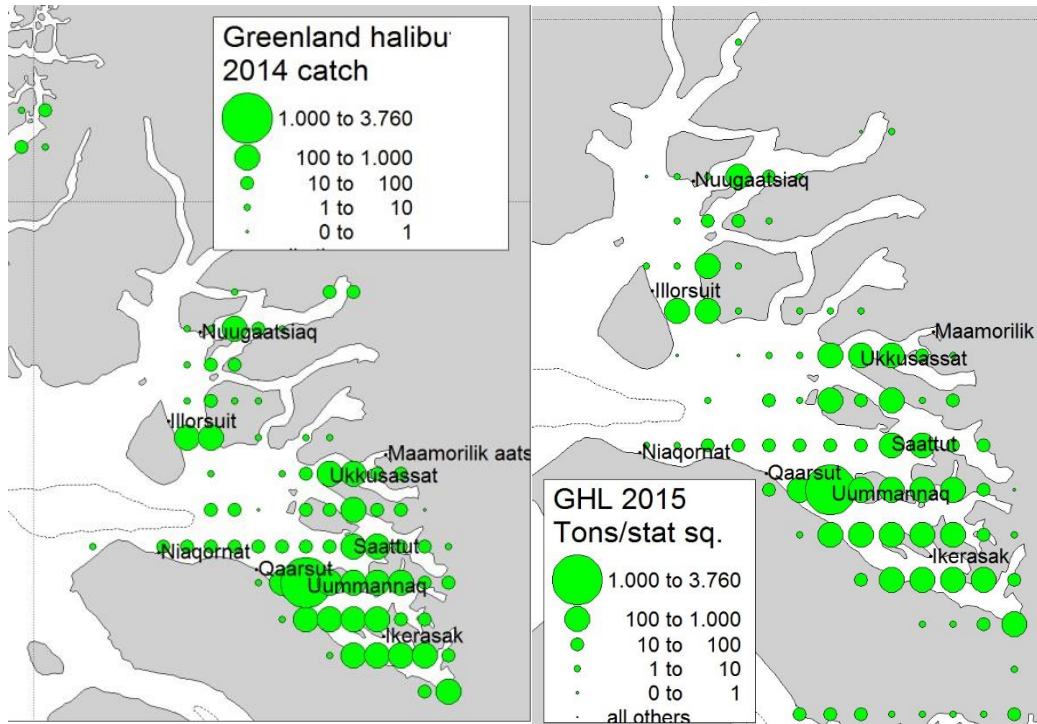 Greenland halibu
2014 catch
1.000 to 3.760
100 to 1.000
10 to 100
1 to 10
0 to 1
Nuugaatsiaq
Illorsuit
Maamorilik aats
Ukkusassat
Saattut
Niaqornat
Qaarsut
Uummannaq
Ikerasak
Nuugaatsiaq
Illorsuit
Maamorilik
Ukkusassat
Saattut
Niaqornat
Qaarsut
Uummannaq
Ikerasak
GHL 2015
Tons/stat sq.
1.000 to 3.760
100 to 1.000
10 to 100
1 to 10
0 to 1
all others